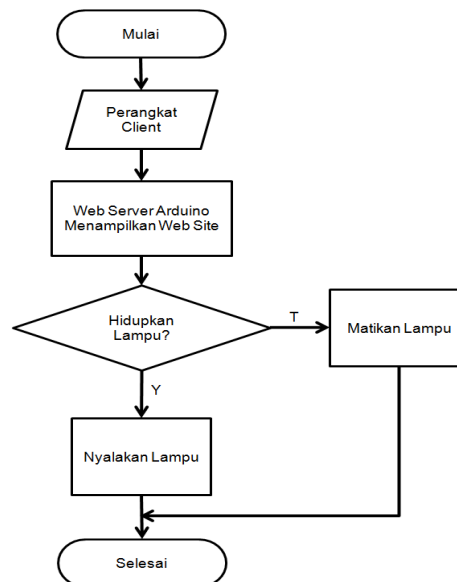 Mulai
Perangkat
Client
Web Server Arduino
Menampilkan Web Site
Hidupkan
Lampu?
T
Matikan Lampu
Y
Nyalakan Lampu
Selesai